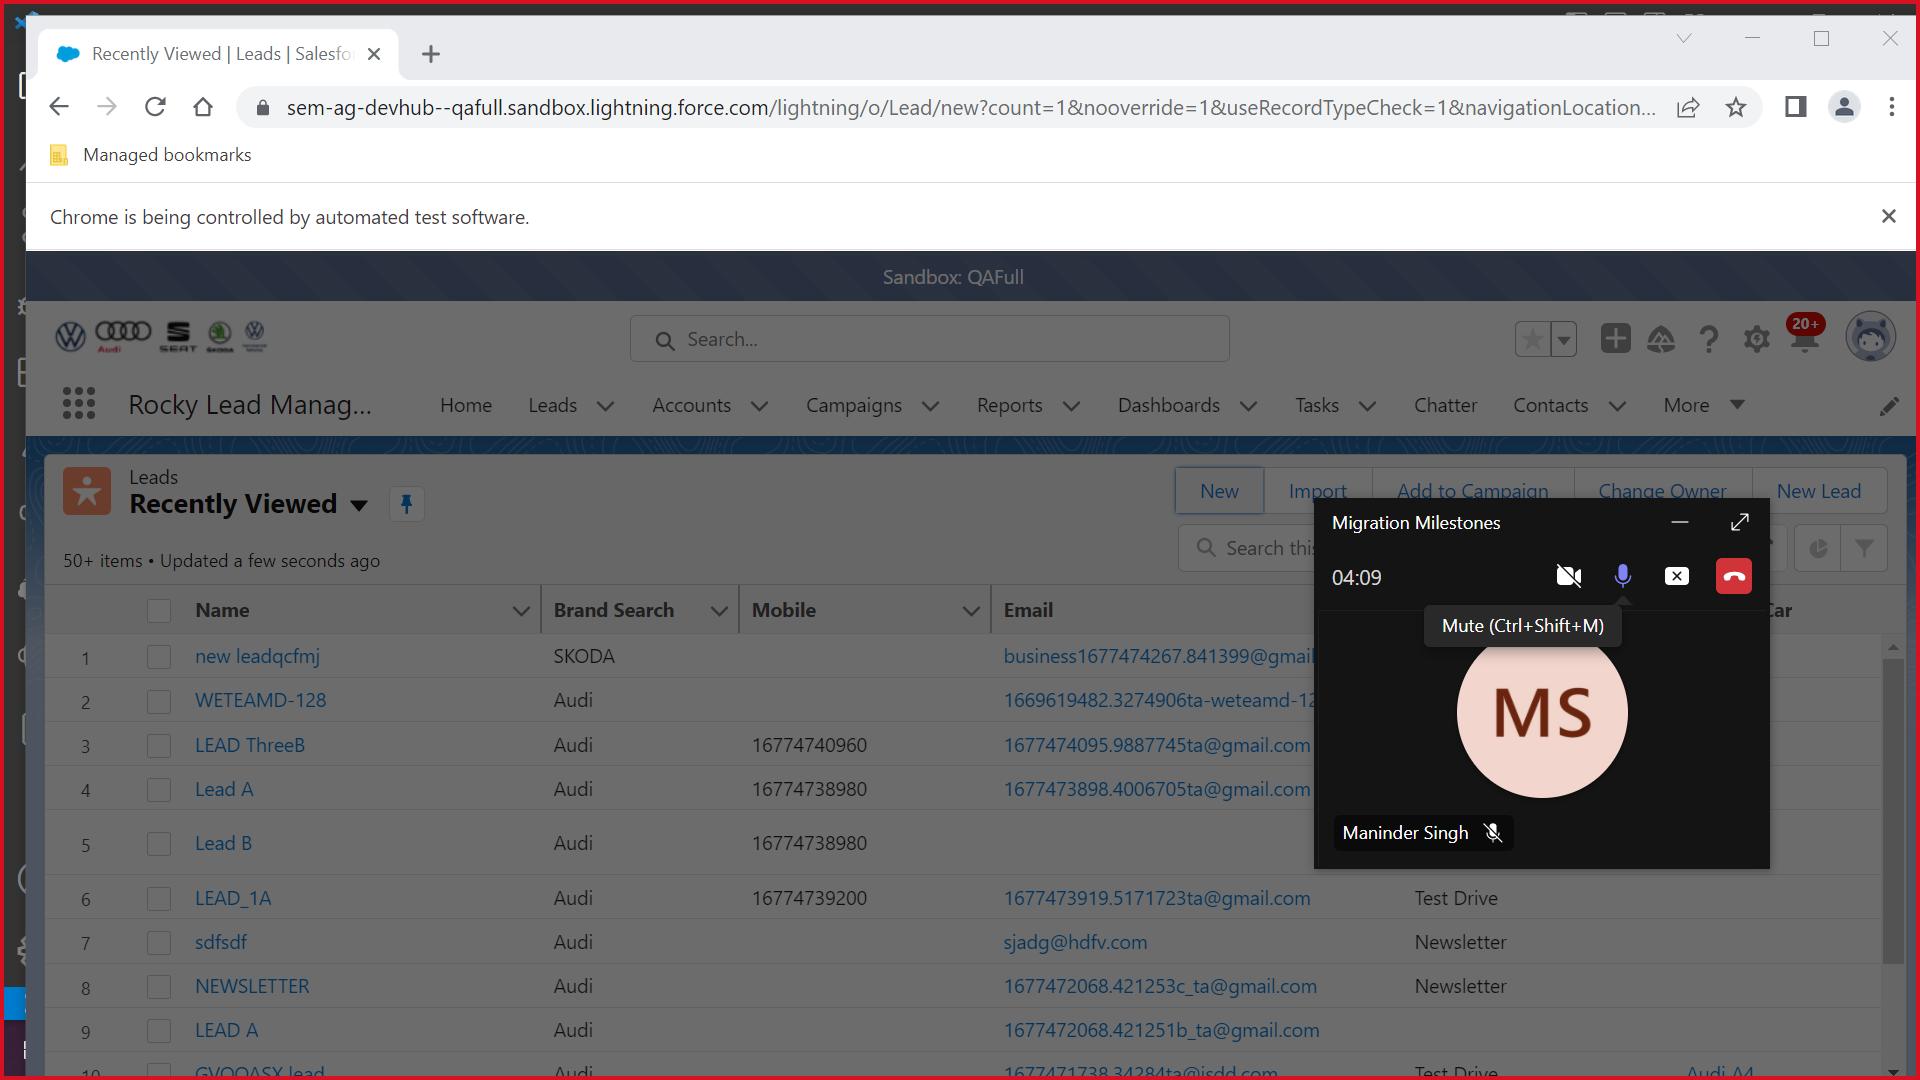 Recently Viewed | Leads | Salesfo
sem-ag-devhub--qafull.sandbox.lightning.force.com/lightning/o/Lead/new?count=1&nooverride=1&useRecordTypeCheck=1&navigationLocation...
Managed bookmarks
Chrome is being controlled by automated test software.
Sandbox: QAFull
Audi SEAT SKODA
Search...
20+
Rocky Lead Manag... Home Leads Accounts Campaigns Reports Dashboards Tasks Chatter Contacts More
Leads
Recently Viewed
New Import Add to Campaign Change Owner New Lead
50+ items • Updated a few seconds ago
Search this
Migration Milestones
04:09
Mute (Ctrl+Shift+M)
MS
Maninder Singh
Name Brand Search Mobile Email Car
1 new leadqcfmj SKODA business1677474267.841399@gmail
2 WETEAMD-128 Audi 1669619482.3274906ta-weteamd-12
3 LEAD ThreeB Audi 16774740960 1677474095.9887745ta@gmail.com
4 Lead A Audi 16774738980 1677473898.4006705ta@gmail.com
5 Lead B Audi 16774738980
6 LEAD_1A Audi 16774739200 1677473919.5171723ta@gmail.com Test Drive
7 sdfsdf Audi sjadg@hdfv.com Newsletter
8 NEWSLETTER Audi 1677472068.421253c_ta@gmail.com Newsletter
9 LEAD A Audi 1677472068.421251b_ta@gmail.com
10 GVOOASX lead Audi 1677471738.34284ta@jsdd.com Test Drive Audi A4